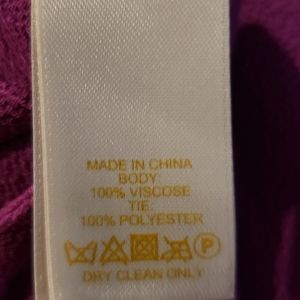 MADE IN CHINA
BODY:
100% VISCOSE
TIE:
100% POLYESTER
P
DRY CLEAN ONLY